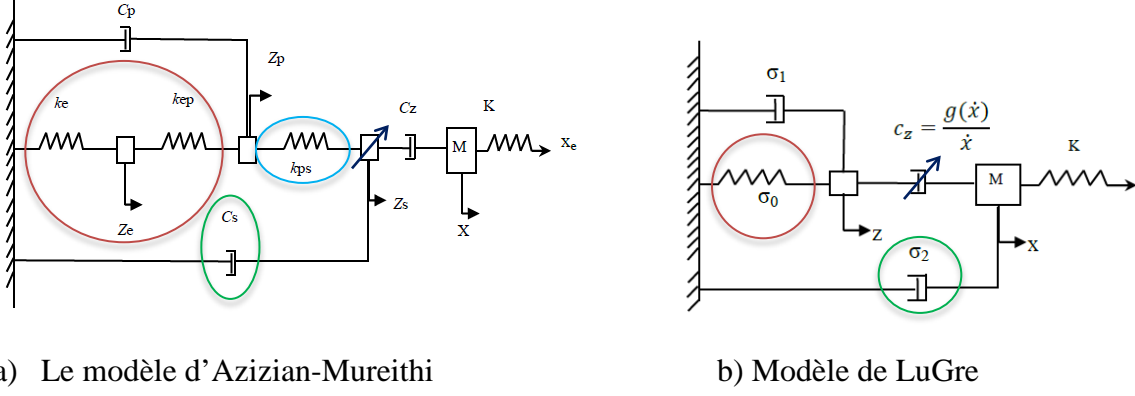 Cp
Zp
ke
kep
Cz
K
M
xe
kps
Zs
Ze
Cs
X
σ1
cz = g(ẋ)/ẋ
K
M
σ0
z
X
σ2
a) Le modèle d'Azizian-Mureithi
b) Modèle de LuGre